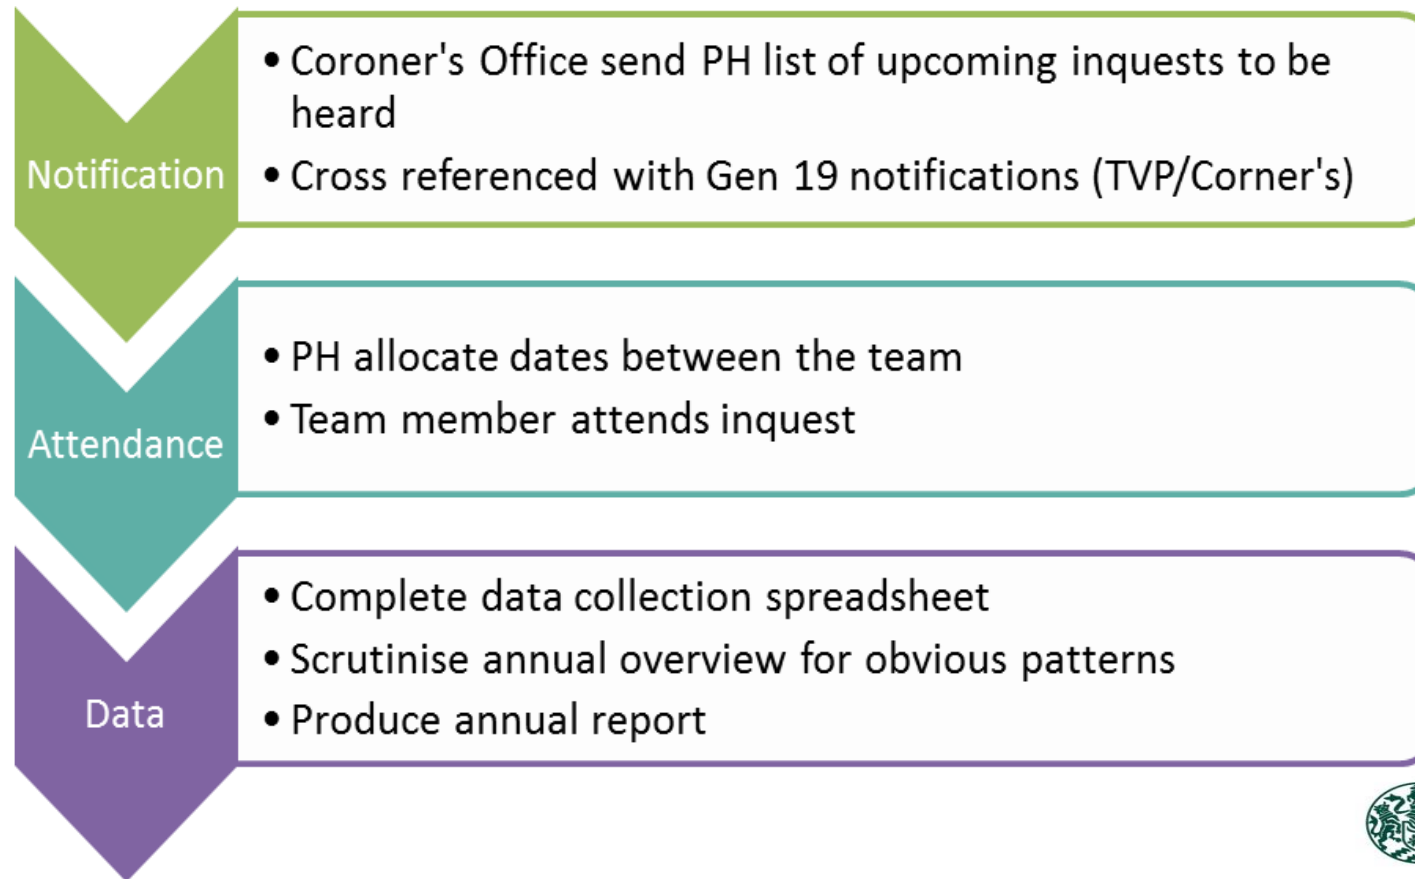 Notification
• Coroner's Office send PH list of upcoming inquests to be
heard
• Cross referenced with Gen 19 notifications (TVP/Corner's)
Attendance
• PH allocate dates between the team
• Team member attends inquest
Data
• Complete data collection spreadsheet
• Scrutinise annual overview for obvious patterns
• Produce annual report